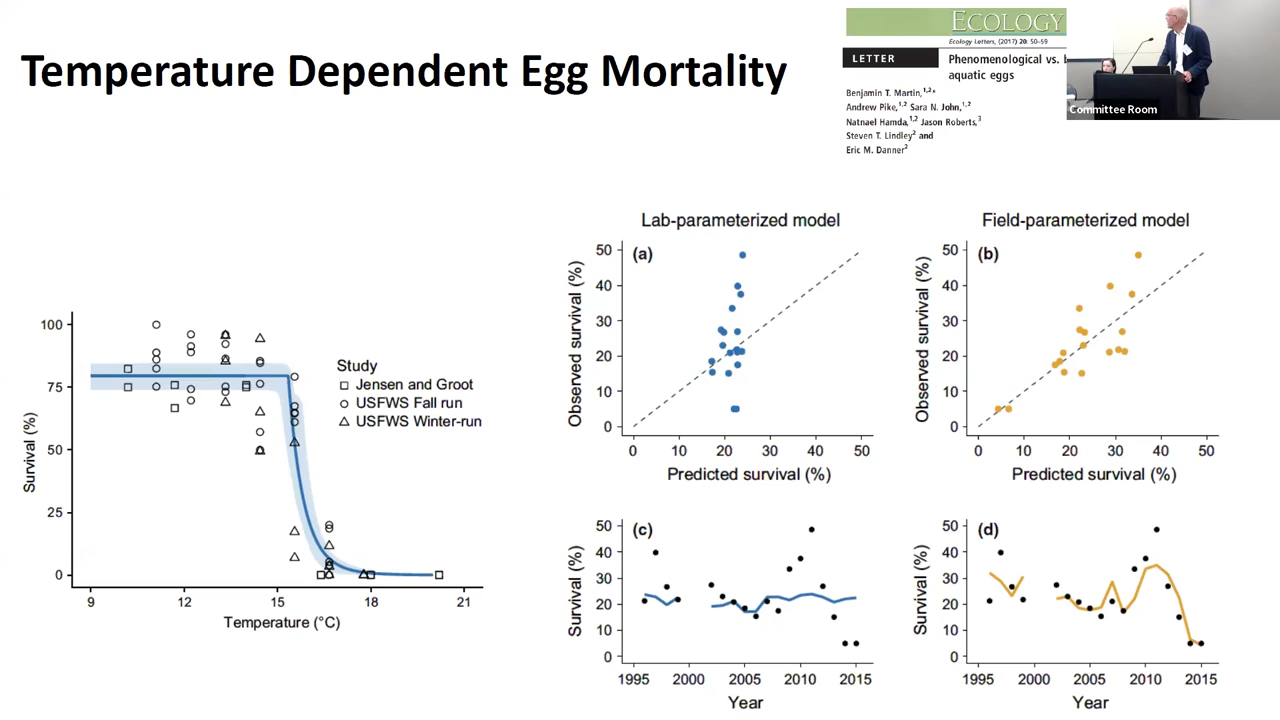 Temperature Dependent Egg Mortality
ECOLOGY
Ecology Letters, (2017) 20: 50–59
LETTER
Phenomenological vs.
aquatic eggs
Benjamin T. Martin,1,2*
Andrew Pike,1,2 Sara N. John,1,2
Natnael Hamda,1,2 Jason Roberts,3
Steven T. Lindley2 and
Eric M. Danner2
Committee Room
Survival (%)
100
75
50
25
0
9
12
15
18
21
Temperature (°C)
Study
Jensen and Groot
USFWS Fall run
USFWS Winter-run
Lab-parameterized model
(a)
Observed survival (%)
50
40
30
20
10
0
0
10
20
30
40
50
Predicted survival (%)
Field-parameterized model
(b)
Observed survival (%)
50
40
30
20
10
0
0
10
20
30
40
50
Predicted survival (%)
(c)
Survival (%)
50
40
30
20
10
0
1995
2000
2005
2010
2015
Year
(d)
Survival (%)
50
40
30
20
10
0
1995
2000
2005
2010
2015
Year